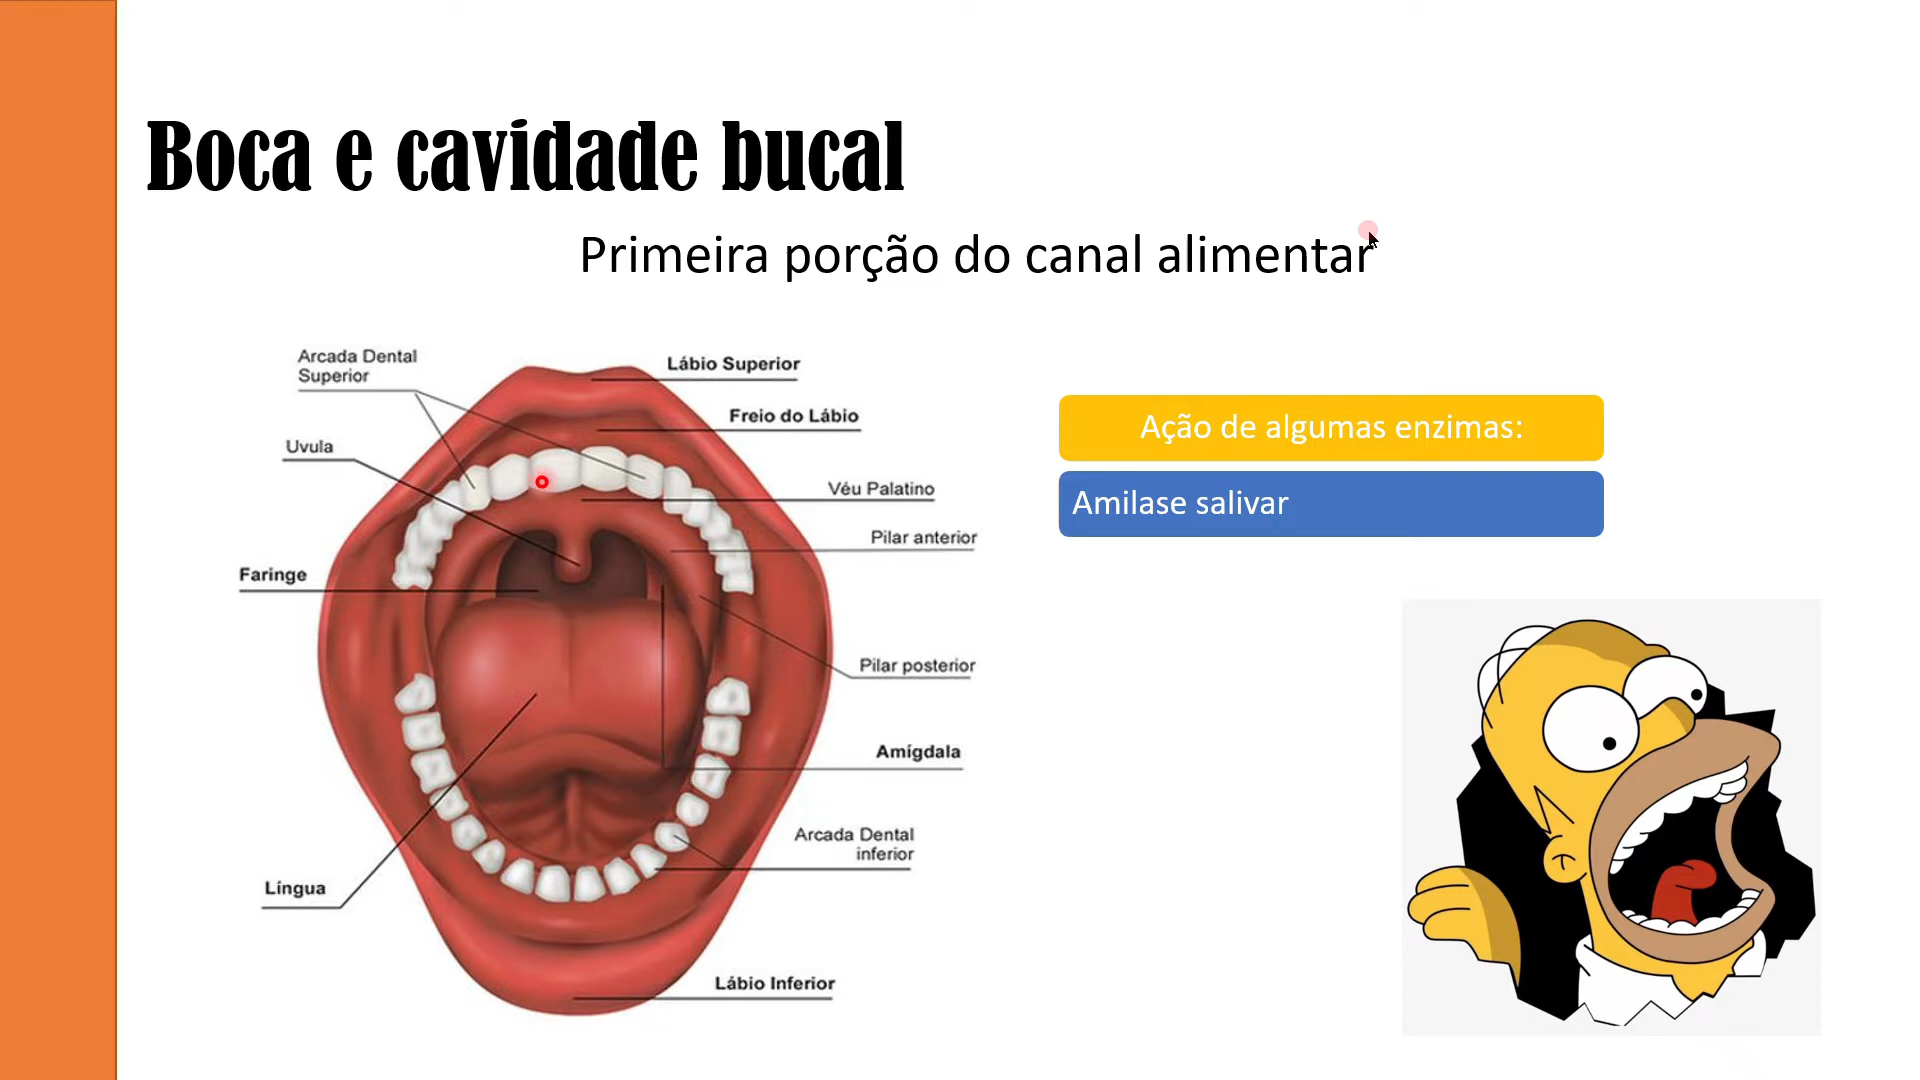 Boca e cavidade bucal
Primeira porção do canal alimentar
Arcada Dental
Superior
Uvula
Faringe
Língua
Lábio Superior
Freio do Lábio
Véu Palatino
Pilar anterior
Pilar posterior
Amígdala
Arcada Dental
inferior
Lábio Inferior
Ação de algumas enzimas:
Amilase salivar